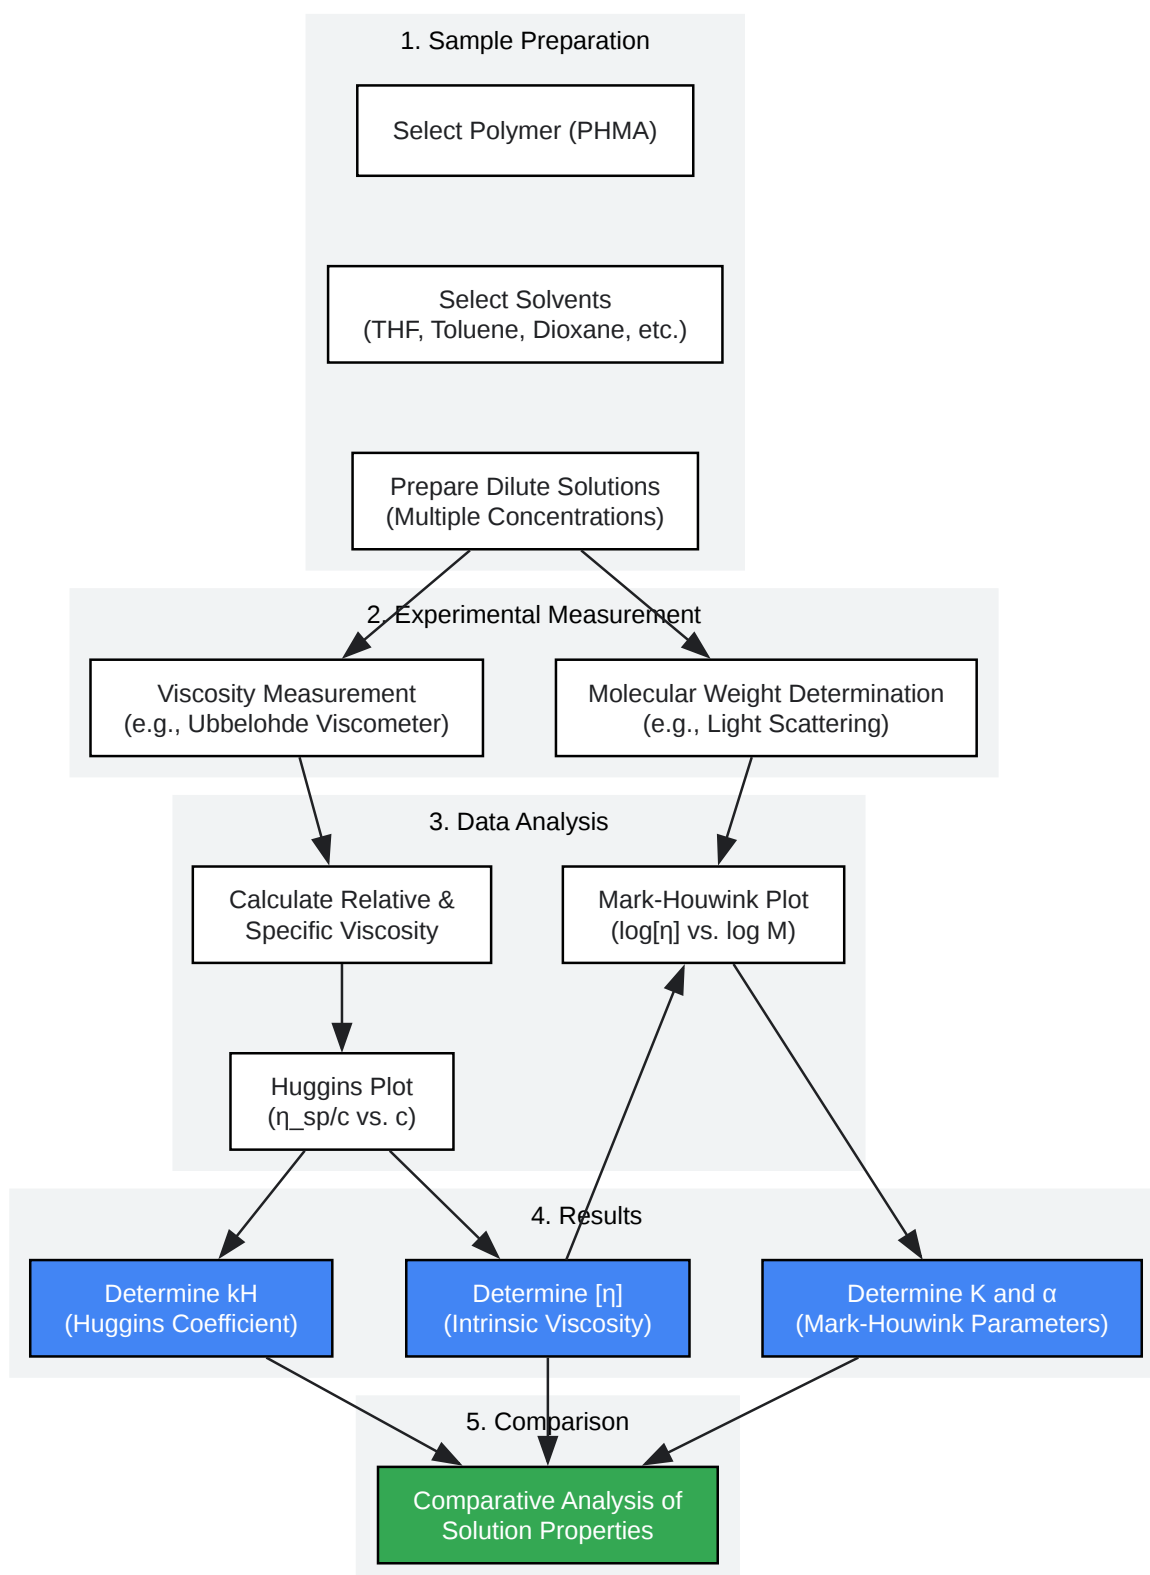 1. Sample Preparation
Select Polymer (PHMA)
Select Solvents
(THF, Toluene, Dioxane, etc.)
Prepare Dilute Solutions
(Multiple Concentrations)
2. Experimental Measurement
Viscosity Measurement
(e.g., Ubbelohde Viscometer)
Molecular Weight Determination
(e.g., Light Scattering)
3. Data Analysis
Calculate Relative &
Specific Viscosity
Mark-Houwink Plot
(log[η] vs. log M)
Huggins Plot
(η_sp/c vs. c)
4. Results
Determine kH
(Huggins Coefficient)
Determine [η]
(Intrinsic Viscosity)
Determine K and α
(Mark-Houwink Parameters)
5. Comparison
Comparative Analysis of
Solution Properties